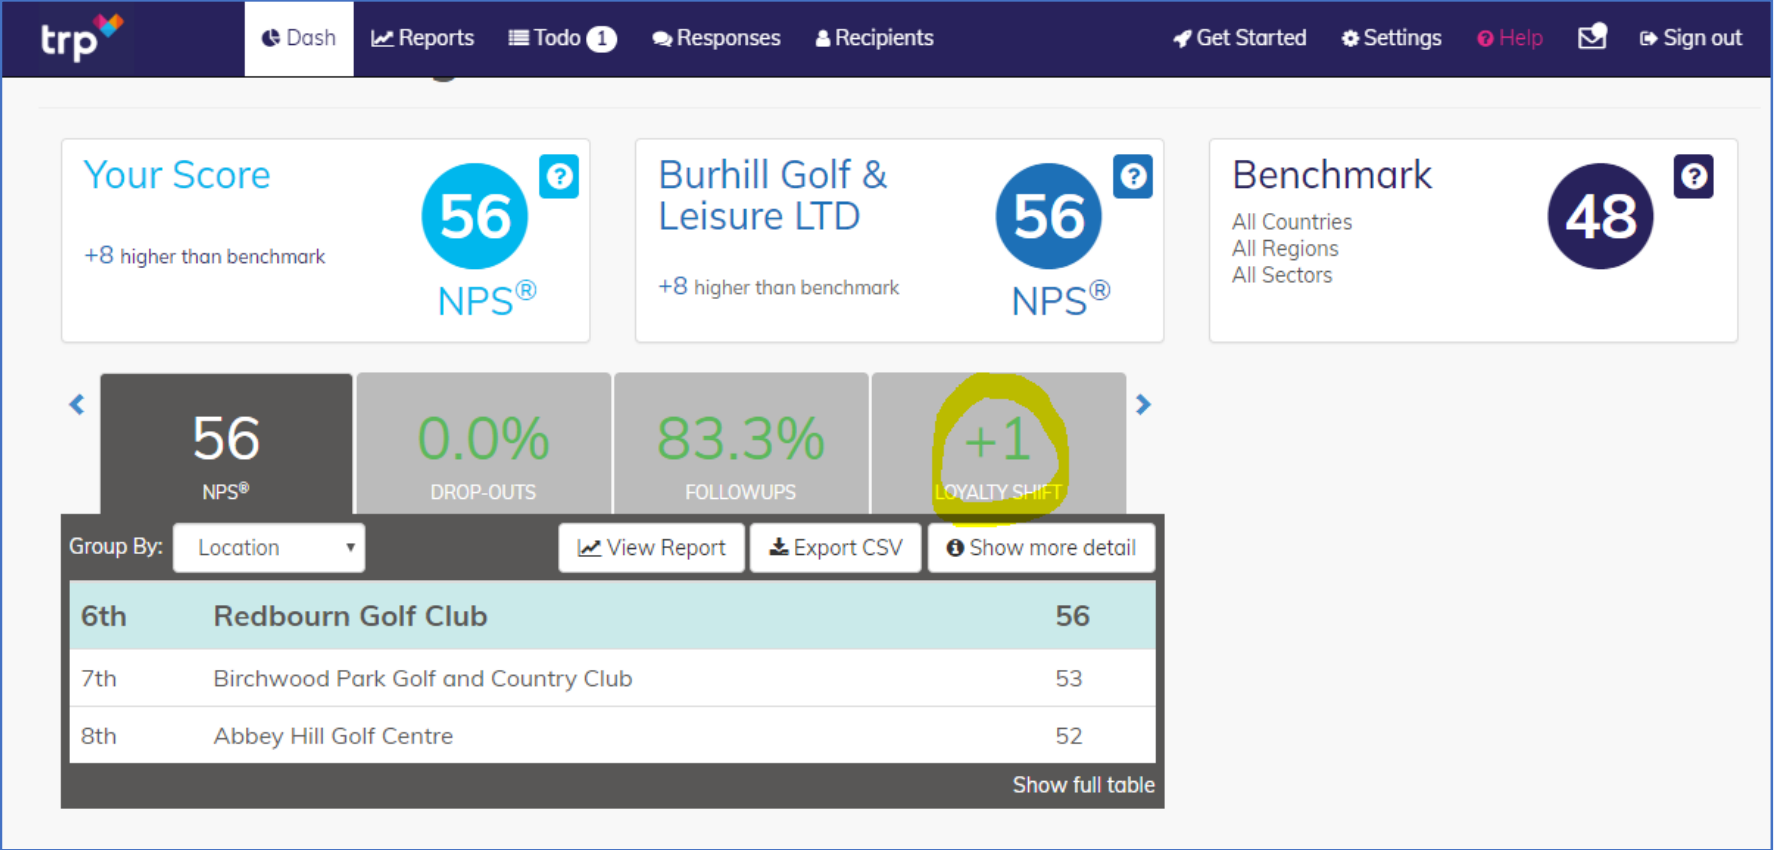 trp
Dash
Reports
Todo 1
Responses
Recipients
Get Started
Settings
Help
Sign out
Your Score
56
+8 higher than benchmark
NPS®
Burhill Golf &
Leisure LTD
56
+8 higher than benchmark
NPS®
Benchmark
48
All Countries
All Regions
All Sectors
56
NPS®
0.0%
DROP-OUTS
83.3%
FOLLOWUPS
+1
LOYALTY SHIFT
Group By: Location
View Report
Export CSV
Show more detail
6th Redbourn Golf Club 56
7th Birchwood Park Golf and Country Club 53
8th Abbey Hill Golf Centre 52
Show full table